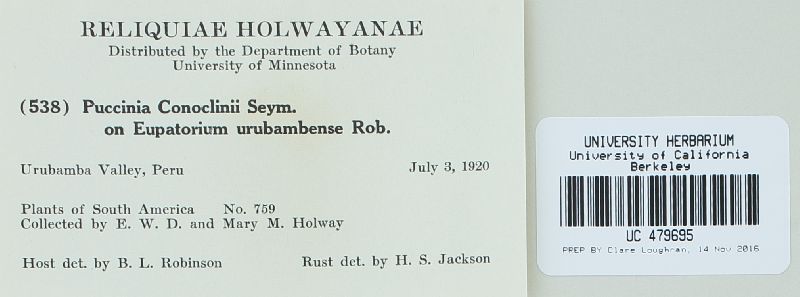 RELIQUIAE HOLWAYANAE
Distributed by the Department of Botany
University of Minnesota
(538) Puccinia Conoclinii Seym.
on Eupatorium urubambense Rob.
Urubamba Valley, Peru July 3, 1920
Plants of South America No. 759
Collected by E. W. D. and Mary M. Holway
Host det. by B. L. Robinson Rust det. by H. S. Jackson
UNIVERSITY HERBARIUM
University of California
Berkeley
UC 479695
PREP BY Clare Loughran, 14 Nov 2016